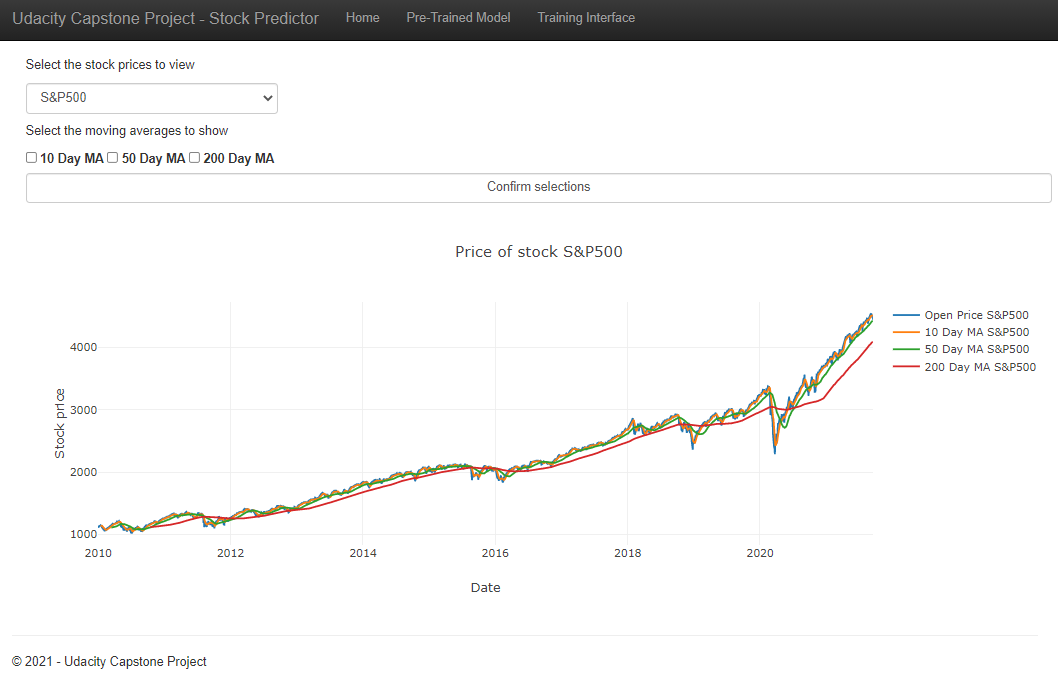 Udacity Capstone Project - Stock Predictor Home Pre-Trained Model Training Interface
Select the stock prices to view
S&P500
Select the moving averages to show
10 Day MA 50 Day MA 200 Day MA
Confirm selections
Price of stock S&P500
Open Price S&P500
10 Day MA S&P500
50 Day MA S&P500
200 Day MA S&P500
4000
3000
2000
1000
Stock price
2010 2012 2014 2016 2018 2020
Date
© 2021 - Udacity Capstone Project